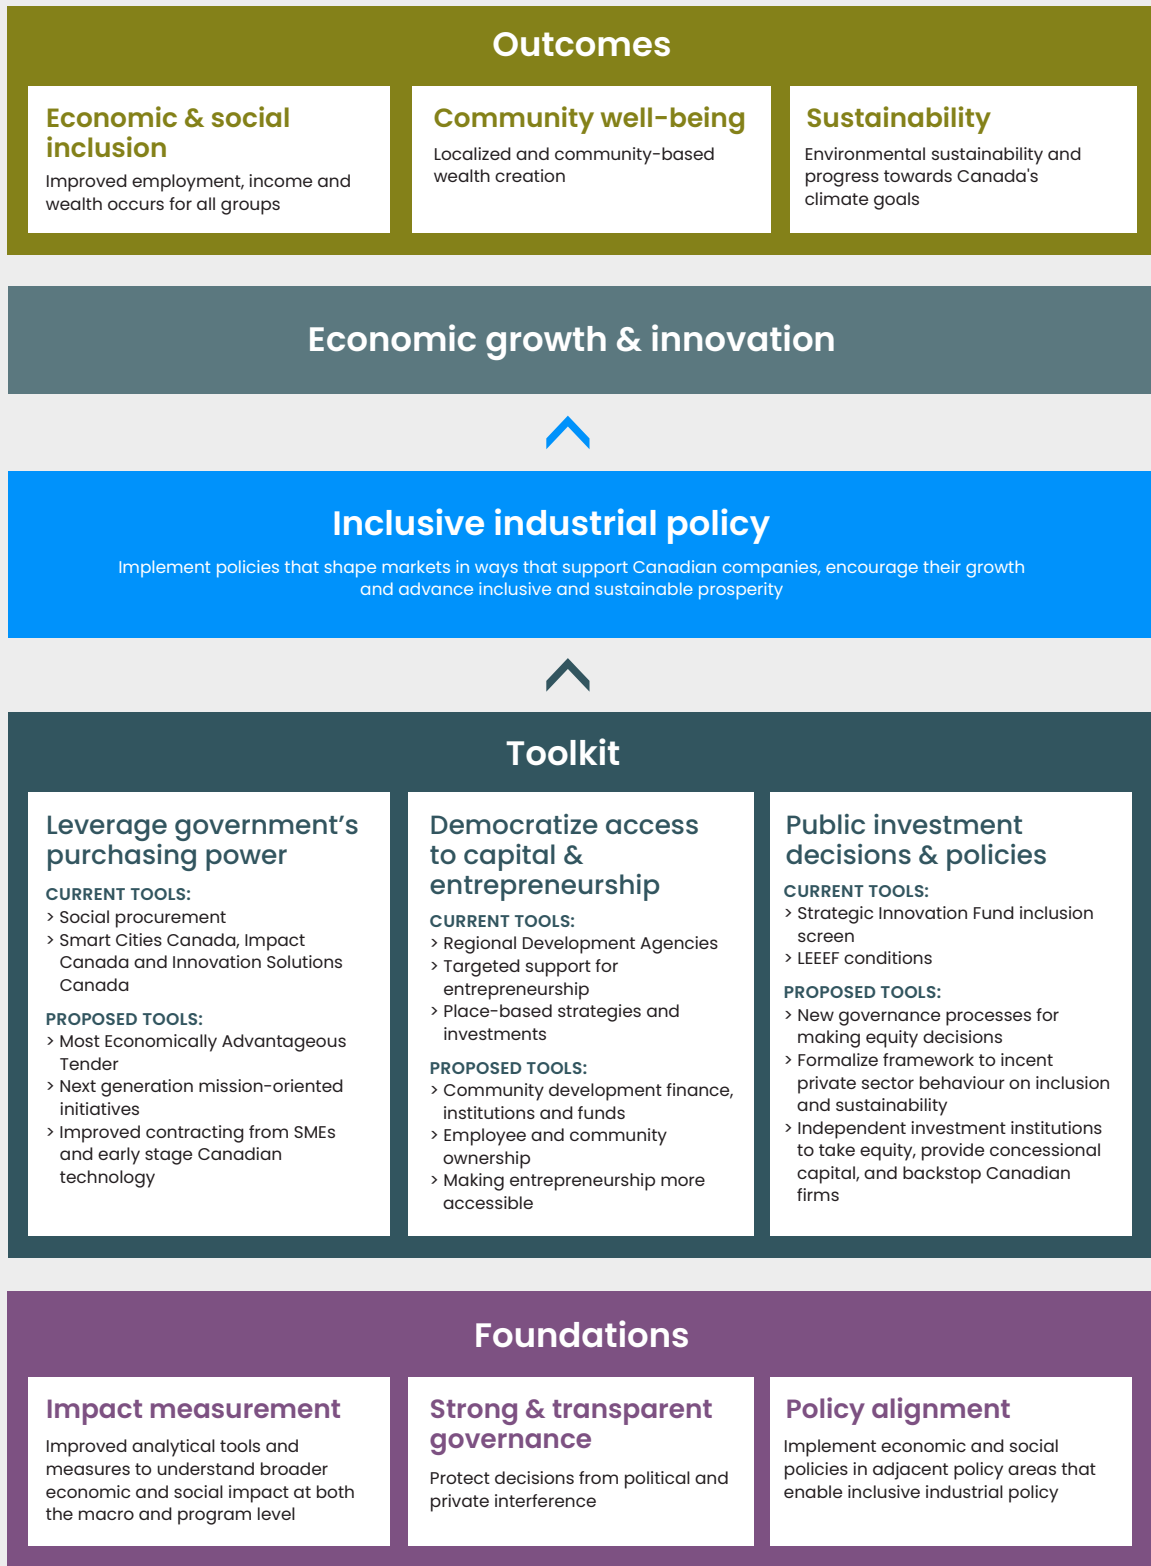 Outcomes
Economic & social
inclusion
Improved employment, income and
wealth occurs for all groups
Community well-being
Localized and community-based
wealth creation
Sustainability
Environmental sustainability and
progress towards Canada's
climate goals
Economic growth & innovation
Inclusive industrial policy
Implement policies that shape markets in ways that support Canadian companies, encourage their growth
and advance inclusive and sustainable prosperity
Toolkit
Leverage government’s
purchasing power
CURRENT TOOLS:
> Social procurement
> Smart Cities Canada, Impact
Canada and Innovation Solutions
Canada
PROPOSED TOOLS:
> Most Economically Advantageous
Tender
> Next generation mission-oriented
initiatives
> Improved contracting from SMEs
and early stage Canadian
technology
Democratize access
to capital &
entrepreneurship
CURRENT TOOLS:
> Regional Development Agencies
> Targeted support for
entrepreneurship
> Place-based strategies and
investments
PROPOSED TOOLS:
> Community development finance,
institutions and funds
> Employee and community
ownership
> Making entrepreneurship more
accessible
Public investment
decisions & policies
CURRENT TOOLS:
> Strategic Innovation Fund inclusion
screen
> LEEEF conditions
PROPOSED TOOLS:
> New governance processes for
making equity decisions
> Formalize framework to incent
private sector behaviour on inclusion
and sustainability
> Independent investment institutions
to take equity, provide concessional
capital, and backstop Canadian
firms
Foundations
Impact measurement
Improved analytical tools and
measures to understand broader
economic and social impact at both
the macro and program level
Strong & transparent
governance
Protect decisions from political and
private interference
Policy alignment
Implement economic and social
policies in adjacent policy areas that
enable inclusive industrial policy